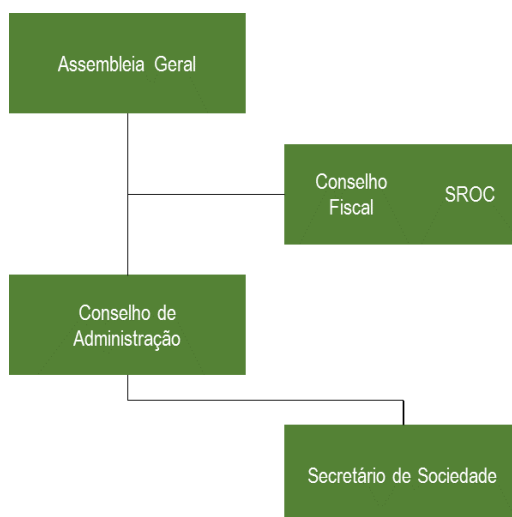 Assembleia Geral
Conselho
Fiscal
SROC
Conselho de
Administração
Secretário de Sociedade